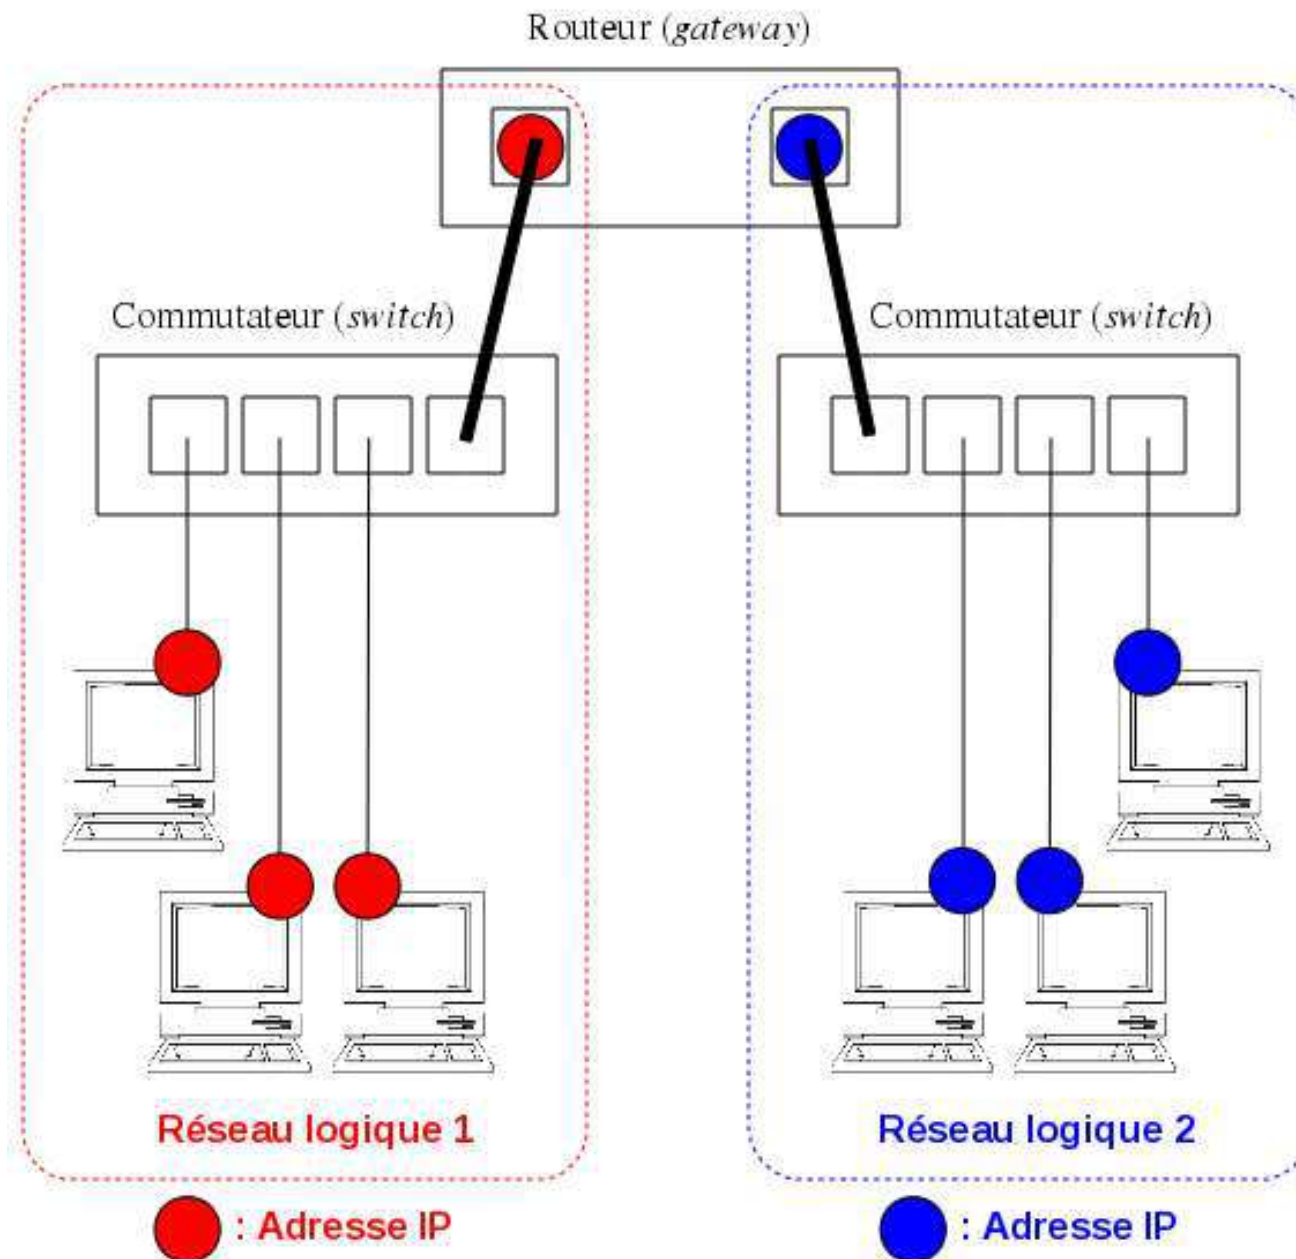 Routeur (gateway)
Commutateur (switch)
Commutateur (switch)
Réseau logique 1
Réseau logique 2
: Adresse IP
: Adresse IP